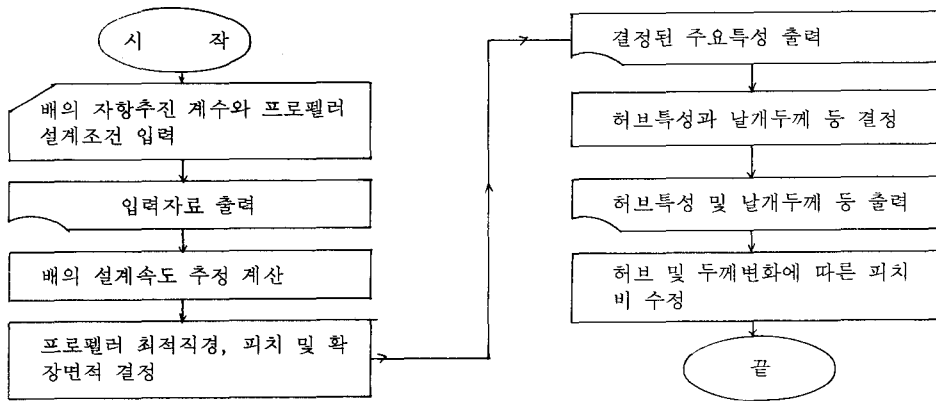 시 작
배의 자항추진 계수와 프로펠러
설계조건 입력
입력자료 출력
배의 설계속도 추정 계산
프로펠러 최적직경, 피치 및 확
장면적 결정
결정된 주요특성 출력
허브특성과 날개두께 등 결정
허브특성 및 날개두께 등 출력
허브 및 두께변화에 따른 피치
비 수정
끝